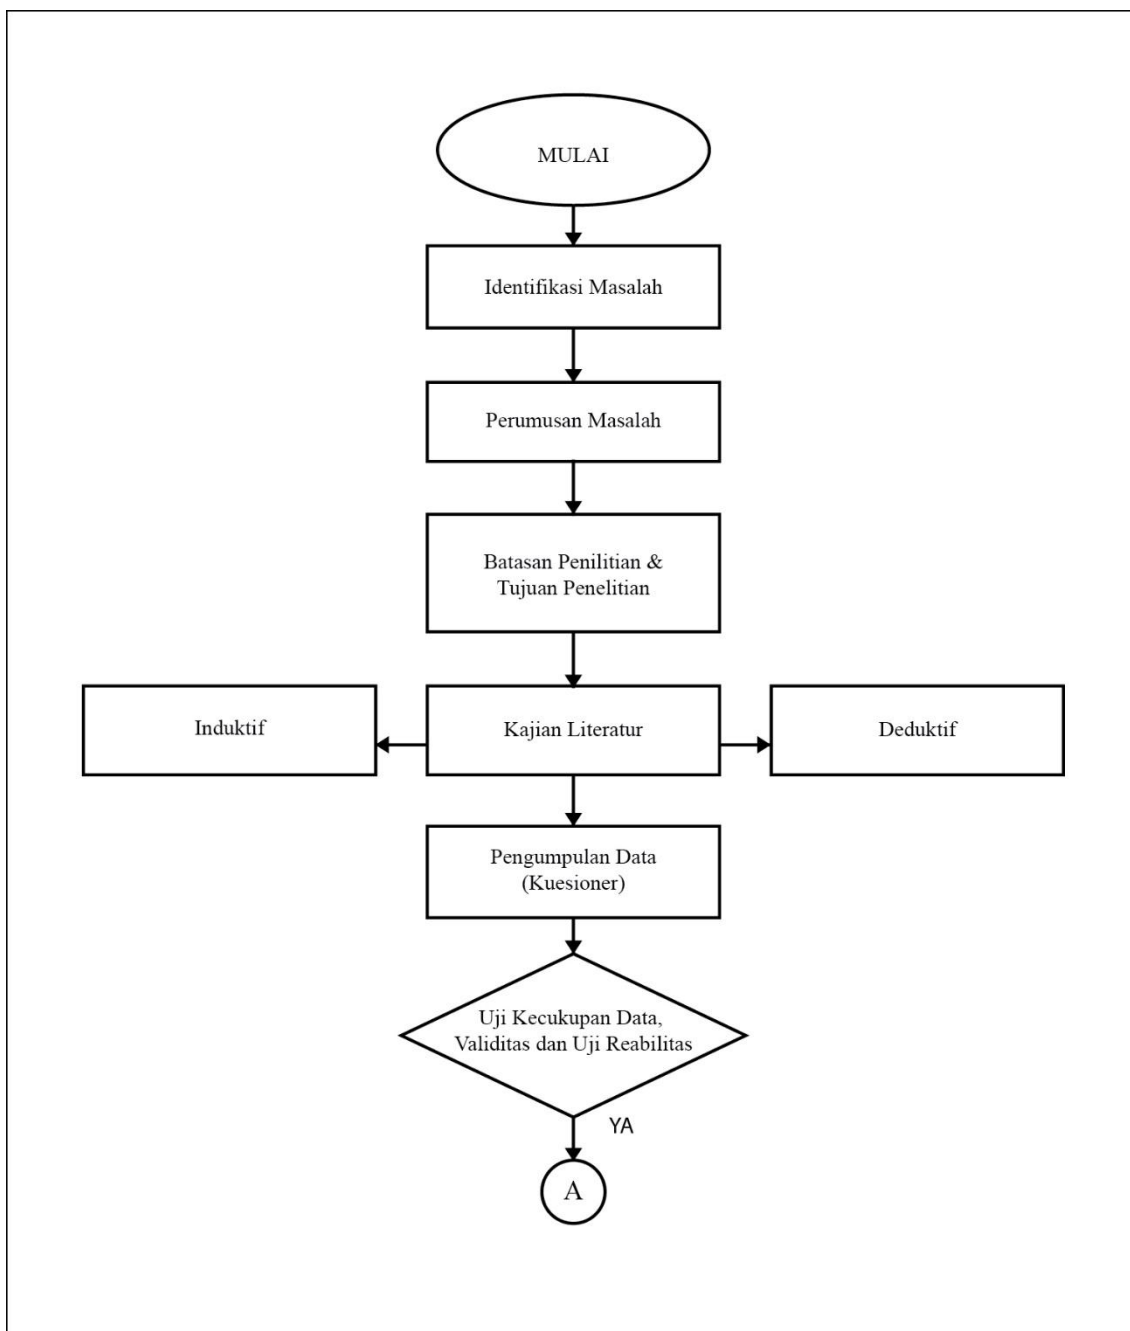 MULAI
Identifikasi Masalah
Perumusan Masalah
Batasan Penilitian &
Tujuan Penelitian
Induktif
Kajian Literatur
Deduktif
Pengumpulan Data
(Kuesioner)
Uji Kecukupan Data,
Validitas dan Uji Reabilitas
YA
A